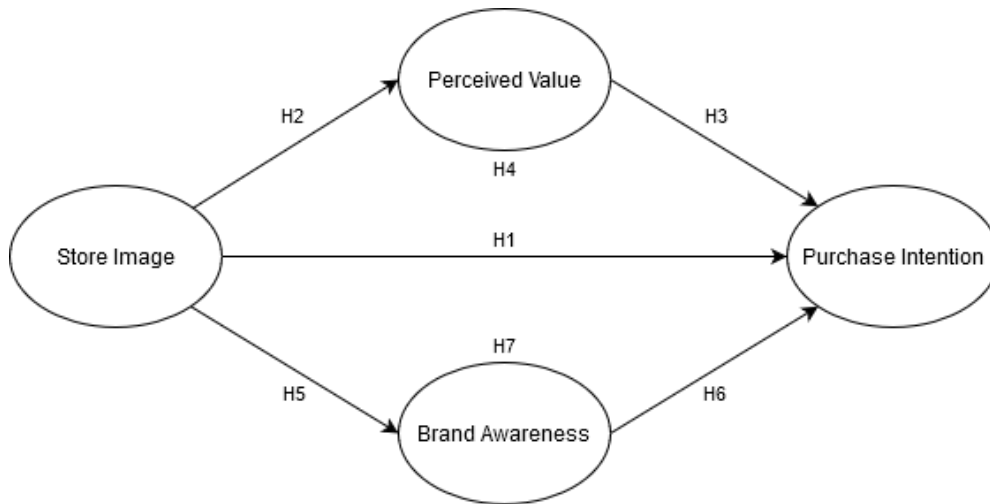 Perceived Value
H2
H3
H4
H1
Store Image
Purchase Intention
H7
H5
H6
Brand Awareness